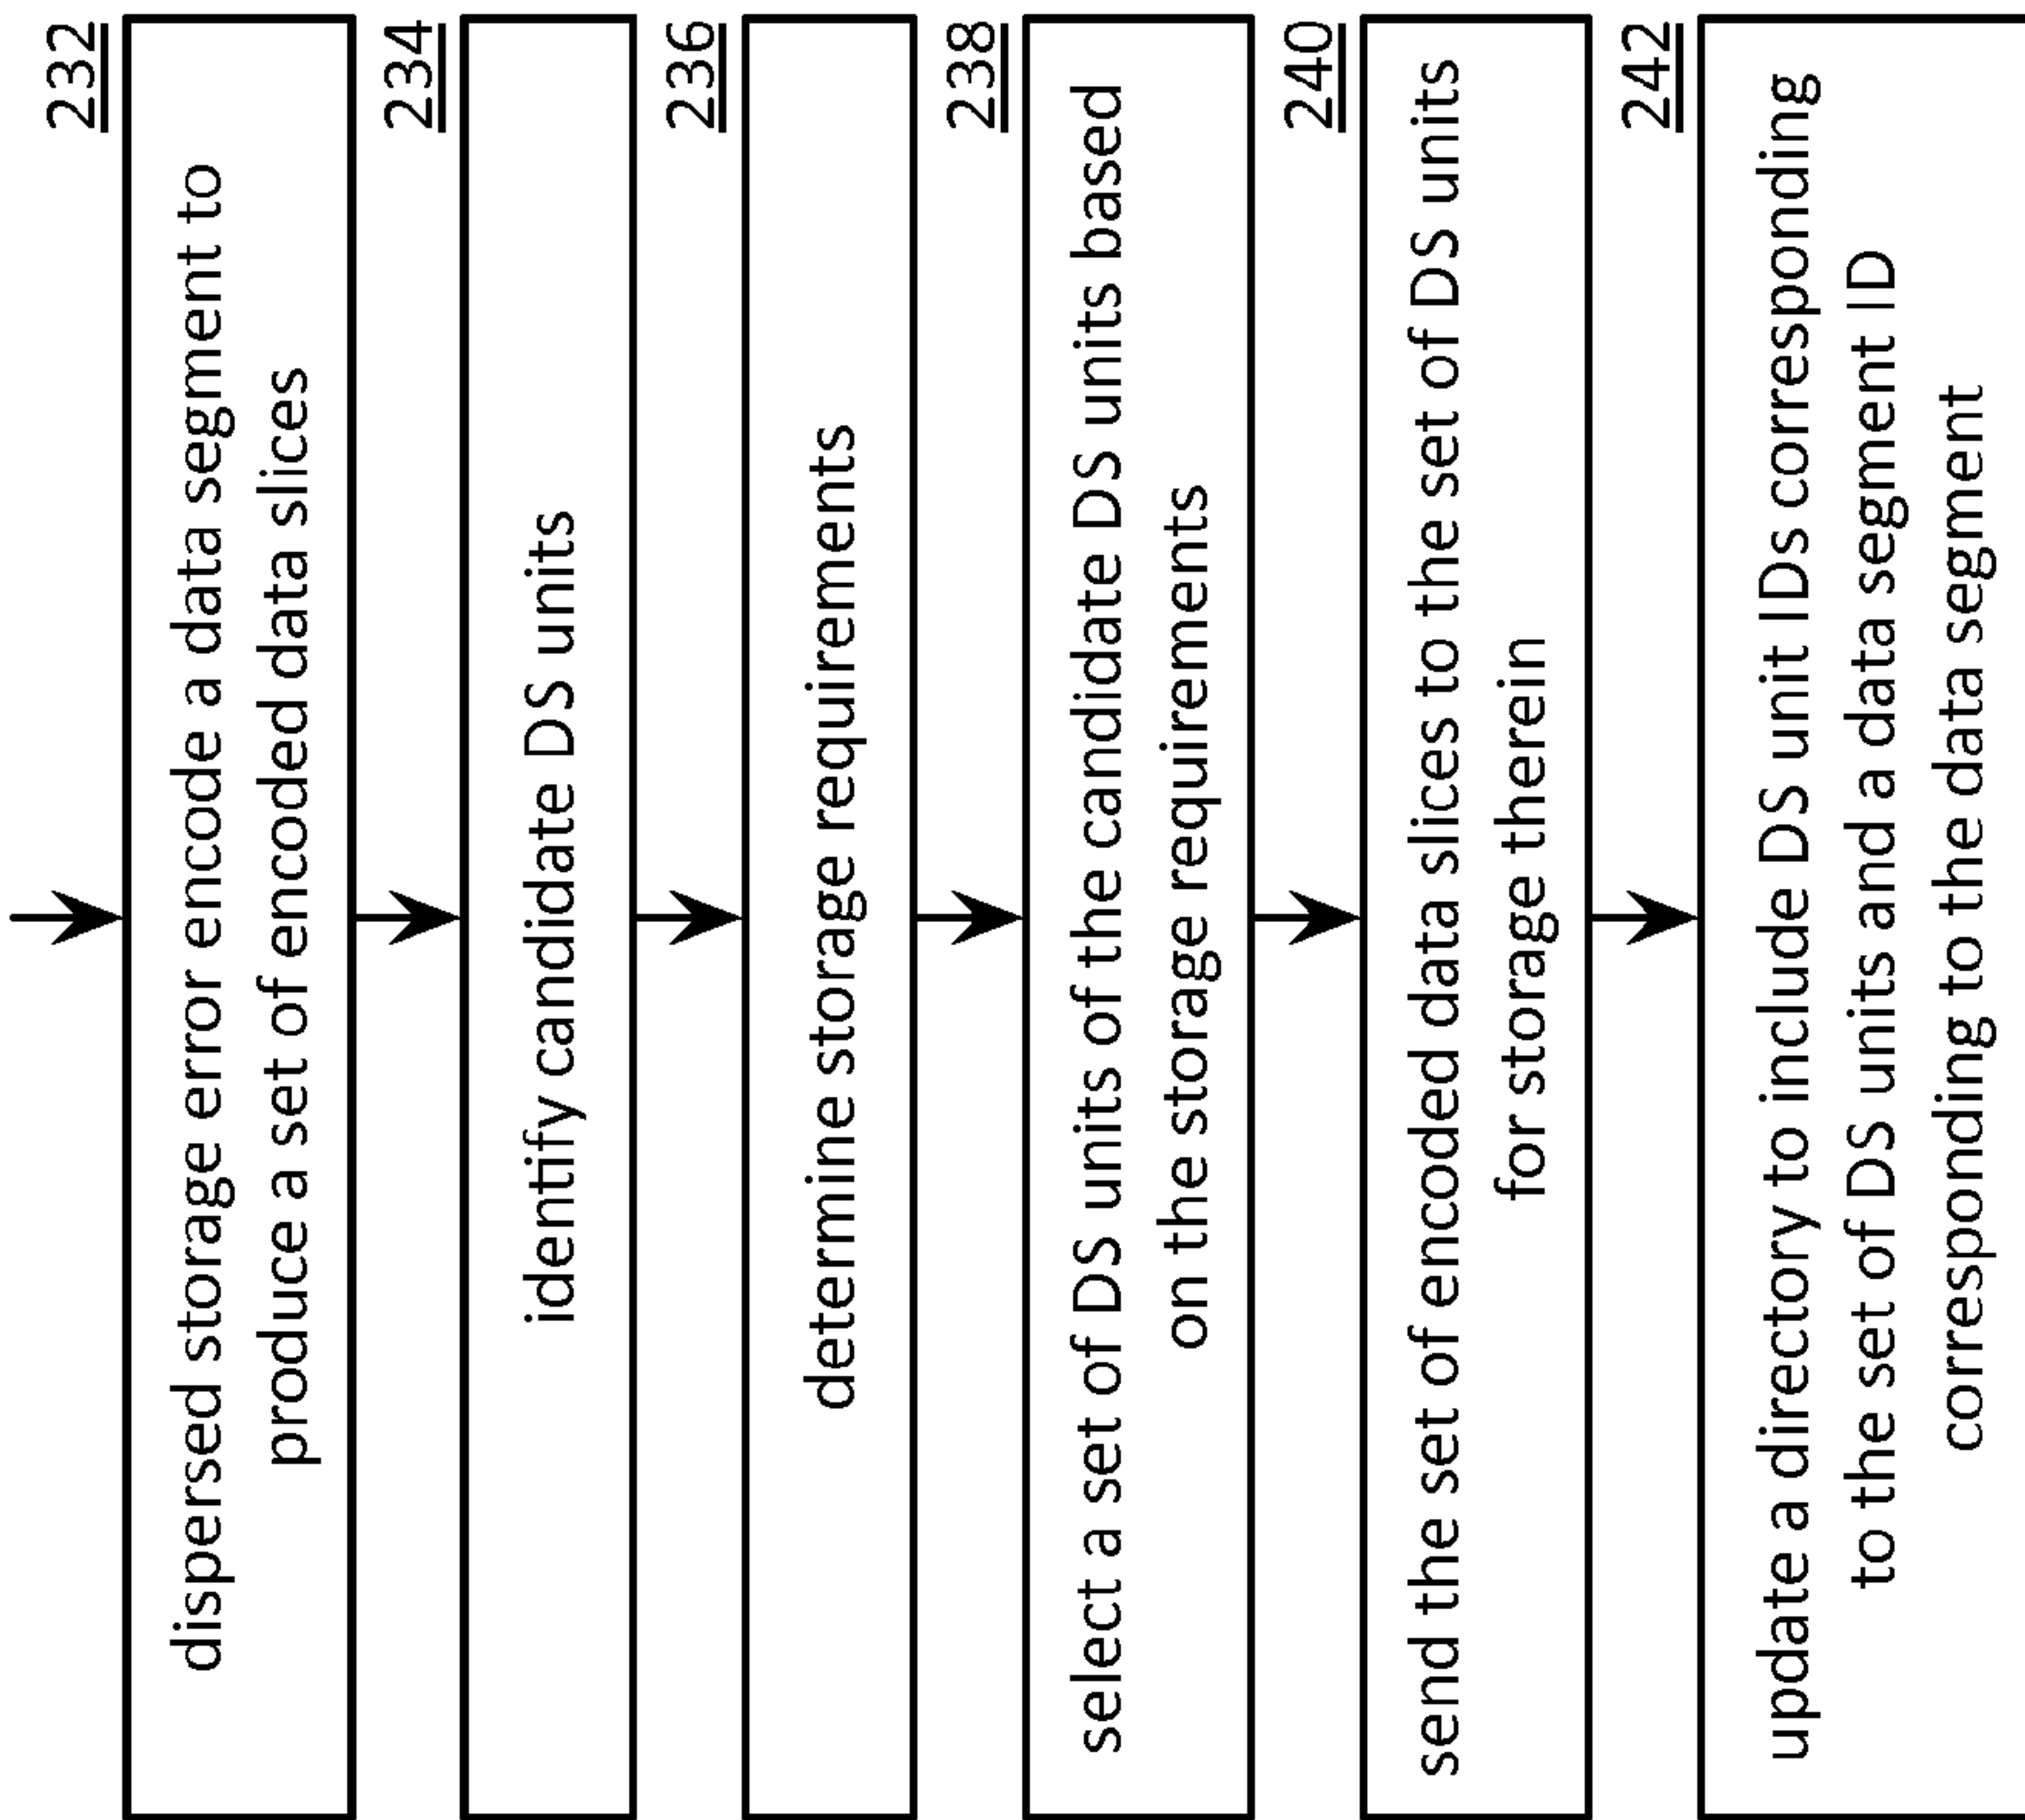 232
dispersed storage error encode a data segment to
produce a set of encoded data slices
234
identify candidate DS units
236
determine storage requirements
238
select a set of DS units of the candidate DS units based
on the storage requirements
240
send the set of encoded data slices to the set of DS units
for storage therein
242
update a directory to include DS unit IDs corresponding
to the set of DS units and a data segment ID
corresponding to the data segment